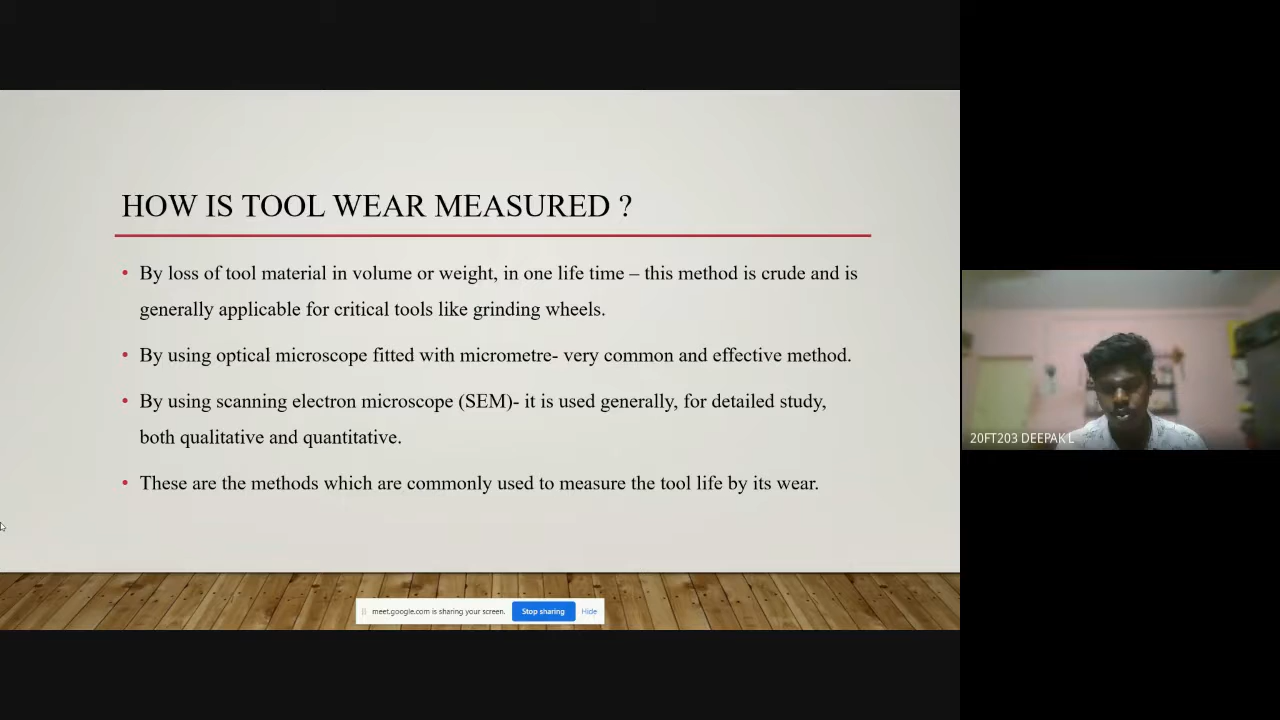 HOW IS TOOL WEAR MEASURED ?
• By loss of tool material in volume or weight, in one life time – this method is crude and is
generally applicable for critical tools like grinding wheels.
• By using optical microscope fitted with micrometre- very common and effective method.
• By using scanning electron microscope (SEM)- it is used generally, for detailed study,
both qualitative and quantitative.
• These are the methods which are commonly used to measure the tool life by its wear.
meet.google.com is sharing your screen. Stop sharing Hide
20FT203 DEEPAK L